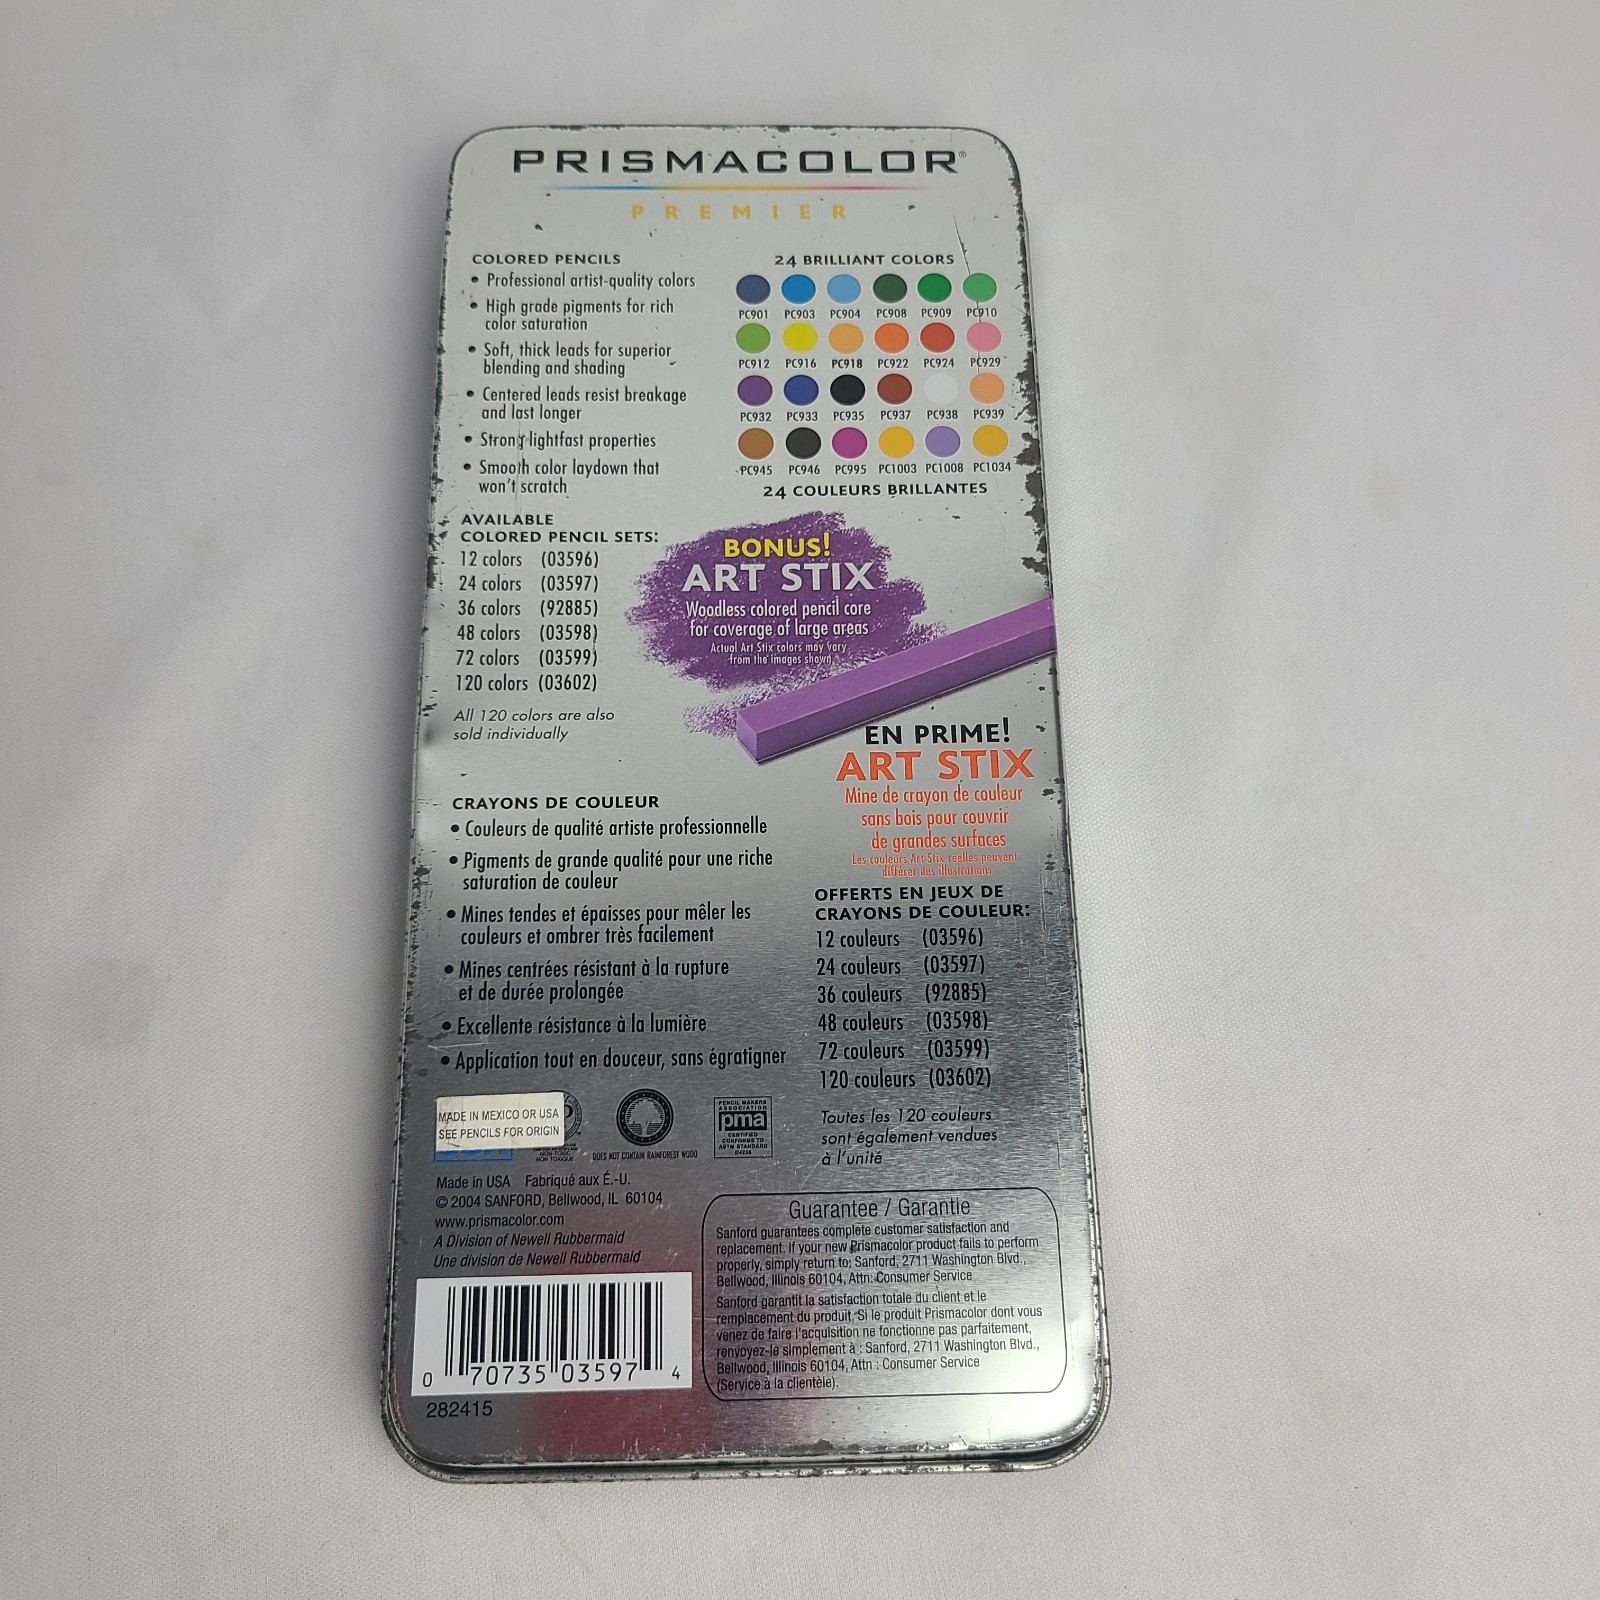 PRISMACOLOR®
PREMIER
COLORED PENCILS
• Professional artist-quality colors
• High grade pigments for rich
color saturation
• Soft, thick leads for superior
blending and shading
• Centered leads resist breakage
and last longer
• Strong lightfast properties
• Smooth color laydown that
won't scratch
24 BRILLIANT COLORS
PC901 PC903 PC904 PC908 PC909 PC910
PC912 PC916 PC918 PC922 PC924 PC929
PC932 PC933 PC935 PC937 PC938 PC939
PC945 PC946 PC995 PC1003 PC1008 PC1034
24 COULEURS BRILLANTES
AVAILABLE
COLORED PENCIL SETS:
12 colors (03596)
24 colors (03597)
36 colors (92885)
48 colors (03598)
72 colors (03599)
120 colors (03602)
All 120 colors are also
sold individually
BONUS!
ART STIX
Woodless colored pencil core
for coverage of large areas
Actual Art Stix colors may vary
from the images shown
EN PRIME!
ART STIX
Mine de crayon de couleur
sans bois pour couvrir
de grandes surfaces
Les couleurs Art Stix réelles peuvent
différer des illustrations
CRAYONS DE COULEUR
• Couleurs de qualité artiste professionnelle
• Pigments de grande qualité pour une riche
saturation de couleur
• Mines tendes et épaisses pour mêler les
couleurs et ombrer très facilement
• Mines centrées résistant à la rupture
et de durée prolongée
• Excellente résistance à la lumière
• Application tout en douceur, sans égratigner
OFFERTS EN JEUX DE
CRAYONS DE COULEUR:
12 couleurs (03596)
24 couleurs (03597)
36 couleurs (92885)
48 couleurs (03598)
72 couleurs (03599)
120 couleurs (03602)
Toutes les 120 couleurs
sont également vendues
à l'unité
MADE IN MEXICO OR USA
SEE PENCILS FOR ORIGIN
NON-TOXIC
NON TOXIQUE
DOES NOT CONTAIN RAINFOREST WOOD
PENCIL MAKERS
ASSOCIATION
pma
CERTIFIED
CONFORMS TO
ASTM STANDARD
D4236
Made in USA Fabriqué aux É.-U.
© 2004 SANFORD, Bellwood, IL 60104
www.prismacolor.com
A Division of Newell Rubbermaid
Une division de Newell Rubbermaid
0 70735 03597 4
282415
Guarantee / Garantie
Sanford guarantees complete customer satisfaction and
replacement. If your new Prismacolor product fails to perform
properly, simply return to: Sanford, 2711 Washington Blvd.,
Bellwood, Illinois 60104, Attn: Consumer Service
Sanford garantit la satisfaction totale du client et le
remplacement du produit. Si le produit Prismacolor dont vous
venez de faire l'acquisition ne fonctionne pas parfaitement,
renvoyez-le simplement à : Sanford, 2711 Washington Blvd.,
Bellwood, Illinois 60104, Attn : Consumer Service
(Service à la clientèle).